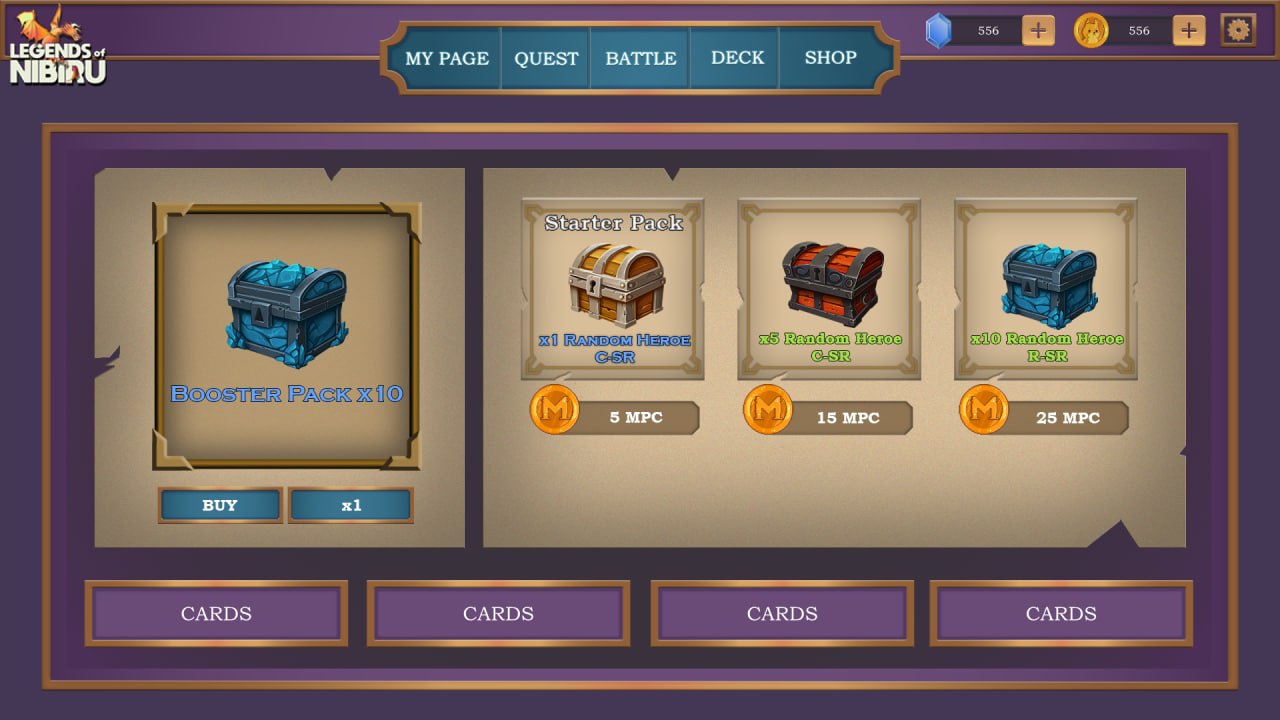 LEGENDS of
NIBIRU
MY PAGE
QUEST
BATTLE
DECK
SHOP
556
556
Booster Pack x10
BUY
x1
Starter Pack
x1 Random Heroe
C-SR
5 MPC
x5 Random Heroe
C-SR
15 MPC
x10 Random Heroe
R-SR
25 MPC
CARDS
CARDS
CARDS
CARDS